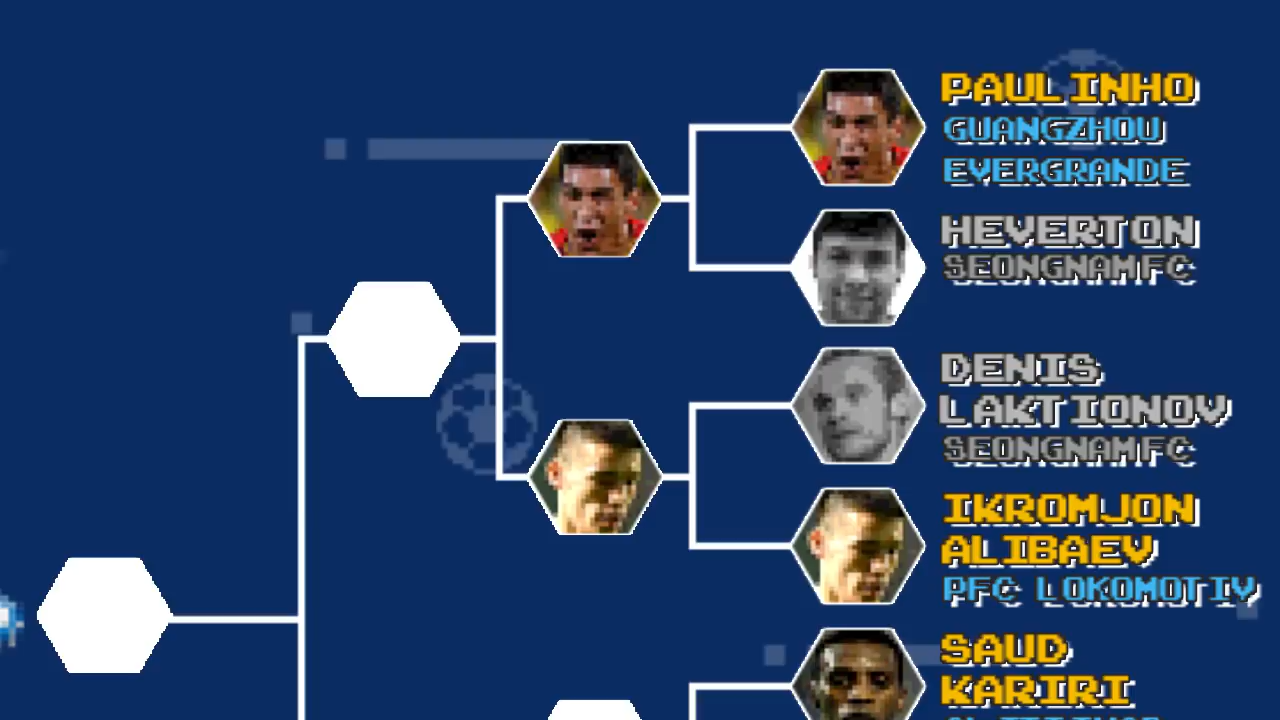 PAULINHO
GUANGZHOU
EVERGRANDE
HEVERTON
SEONGNAM FC
DENIS
LAKTIONOV
SEONGNAM FC
IKROMJON
ALIBAEV
PFC LOKOMOTIV
SAUD
KARIRI